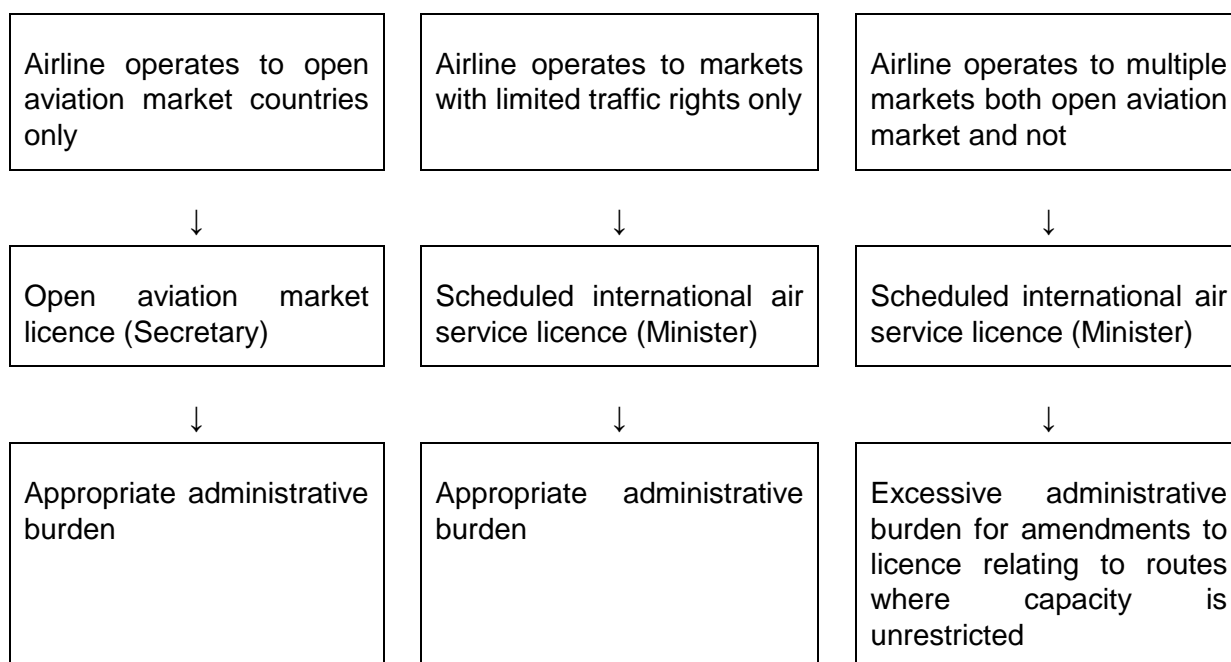 Airline operates to open
aviation market countries
only
Airline operates to markets
with limited traffic rights only
Airline operates to multiple
markets both open aviation
market and not
↓
↓
↓
Open aviation market
licence (Secretary)
Scheduled international air
service licence (Minister)
Scheduled international air
service licence (Minister)
↓
↓
↓
Appropriate administrative
burden
Appropriate administrative
burden
Excessive administrative
burden for amendments to
licence relating to routes
where capacity is
unrestricted